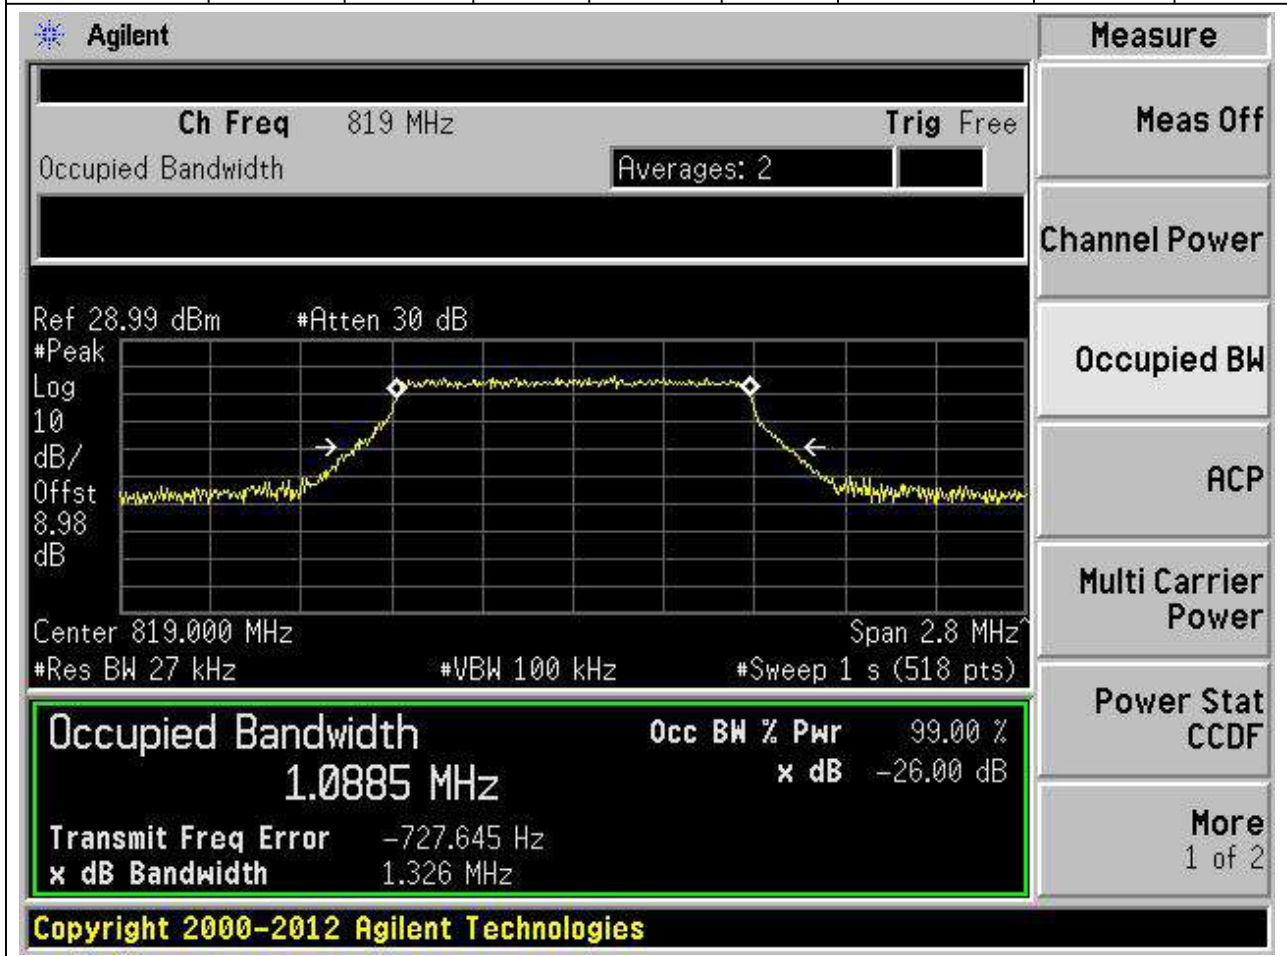 Agilent
Measure
Ch Freq 819 MHz Trig Free
Meas Off
Occupied Bandwidth Averages: 2
Channel Power
Ref 28.99 dBm #Atten 30 dB
#Peak
Log
10
dB/
Offst
8.98
dB
Occupied BW
ACP
Center 819.000 MHz Span 2.8 MHz^
#Res BW 27 kHz #VBW 100 kHz #Sweep 1 s (518 pts)
Multi Carrier
Power
Occupied Bandwidth Occ BW % Pwr 99.00 %
1.0885 MHz x dB -26.00 dB
Power Stat
CCDF
Transmit Freq Error -727.645 Hz
x dB Bandwidth 1.326 MHz
More
1 of 2
Copyright 2000-2012 Agilent Technologies